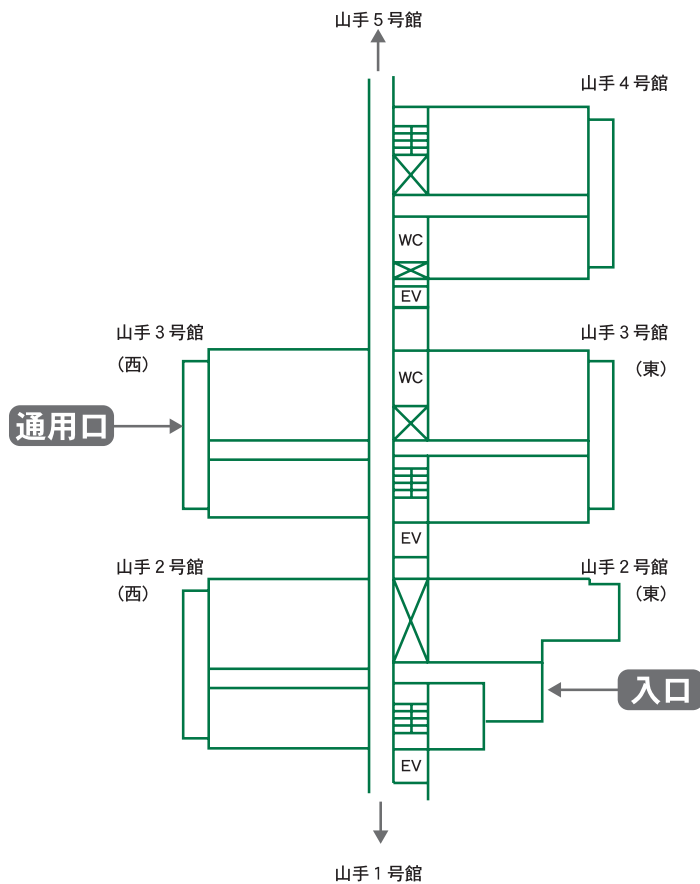 山手 5 号館
山手 4 号館
WC
EV
山手 3 号館
（西）
山手 3 号館
（東）
WC
通用口
EV
山手 2 号館
（西）
山手 2 号館
（東）
入口
EV
山手 1 号館